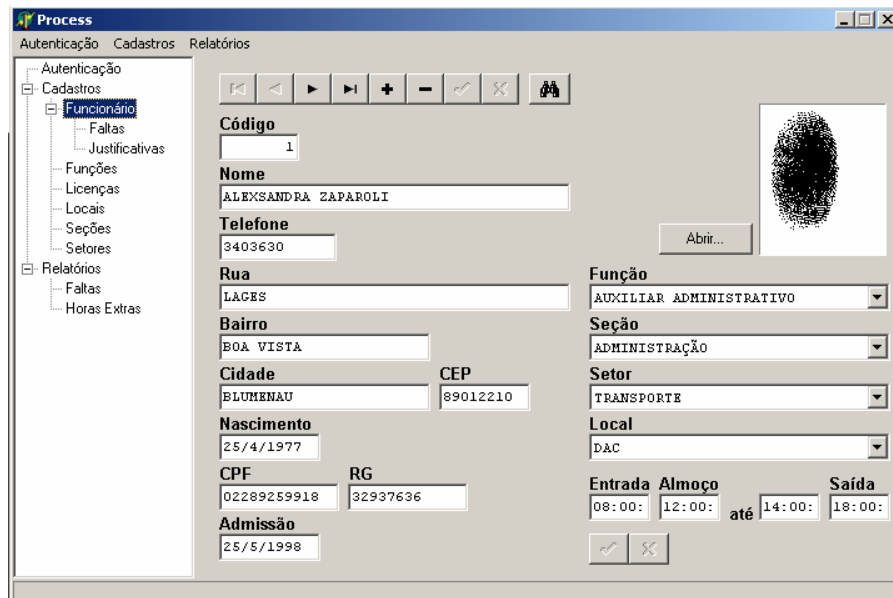 Process
Autenticação Cadastros Relatórios
Autenticação
Cadastros
Funcionário
Faltas
Justificativas
Funções
Licenças
Locais
Seções
Setores
Relatórios
Faltas
Horas Extras
Código
1
Nome
ALEXSANDRA ZAPAROLI
Telefone
3403630
Abrir...
Rua
LAGES
Bairro
BOA VISTA
Cidade CEP
BLUMENAU 89012210
Nascimento
25/4/1977
CPF RG
02289259918 32937636
Admissão
25/5/1998
Função
AUXILIAR ADMINISTRATIVO
Seção
ADMINISTRAÇÃO
Setor
TRANSPORTE
Local
DAC
Entrada Almoço Saída
08:00: 12:00: até 14:00: 18:00: